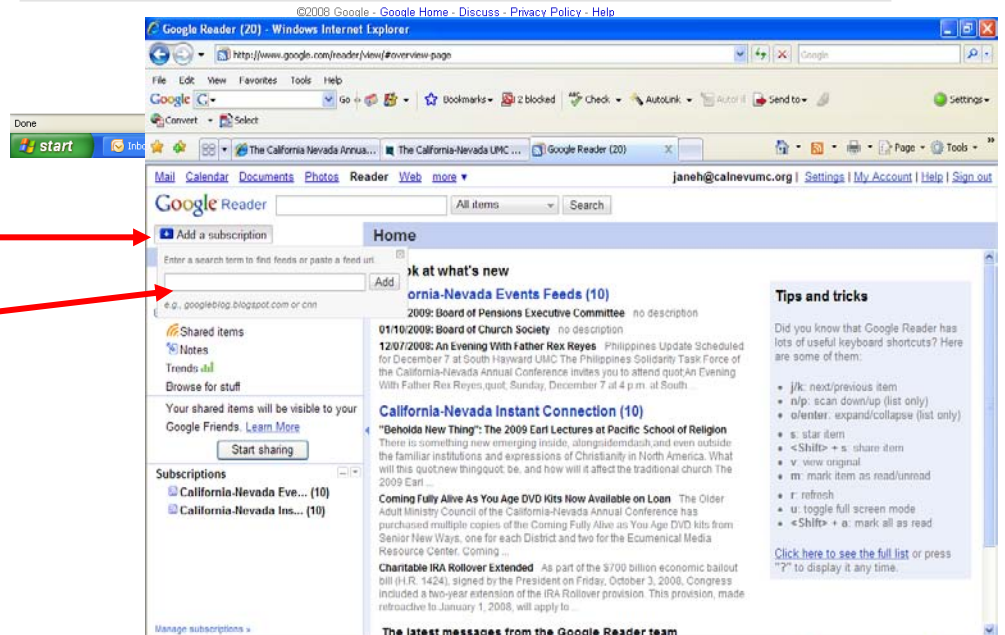 ©2008 Google - Google Home - Discuss - Privacy Policy - Help
Google Reader (20) - Windows Internet Explorer
http://www.google.com/reader/view/#overview-page
Google
File Edit View Favorites Tools Help
Google G Go Bookmarks 2 blocked Check AutoLink AutoFill Send to Settings
Convert Select
Done
start Inbo
The California Nevada Annua... The California-Nevada UMC ... Google Reader (20) X Page Tools »
Mail Calendar Documents Photos Reader Web more ▼ janeh@calnevumc.org | Settings | My Account | Help | Sign out
Google Reader All items Search
Add a subscription Home
Enter a search term to find feeds or paste a feed url.
Add
e.g., googleblog.blogspot.com or cnn
Shared items
Notes
Trends
Browse for stuff
Your shared items will be visible to your
Google Friends. Learn More
Start sharing
Subscriptions
California-Nevada Eve... (10)
California-Nevada Ins... (10)
Manage subscriptions »
ok at what's new
ornia-Nevada Events Feeds (10)
2009: Board of Pensions Executive Committee no description
01/10/2009: Board of Church Society no description
12/07/2008: An Evening With Father Rex Reyes Philippines Update Scheduled
for December 7 at South Hayward UMC The Philippines Solidarity Task Force of
the California-Nevada Annual Conference invites you to attend quot;An Evening
With Father Rex Reyes,quot; Sunday, December 7 at 4 p.m. at South ...
California-Nevada Instant Connection (10)
"Beholda New Thing": The 2009 Earl Lectures at Pacific School of Religion
There is something new emerging inside, alongsidemdash;and even outside
the familiar institutions and expressions of Christianity in North America. What
will this quot;new thingquot; be, and how will it affect the traditional church The
2009 Earl ...
Coming Fully Alive As You Age DVD Kits Now Available on Loan The Older
Adult Ministry Council of the California-Nevada Annual Conference has
purchased multiple copies of the Coming Fully Alive as You Age DVD kits from
Senior New Ways, one for each District and two for the Ecumenical Media
Resource Center. Coming ...
Charitable IRA Rollover Extended As part of the $700 billion economic bailout
bill (H.R. 1424), signed by the President on Friday, October 3, 2008, Congress
included a two-year extension of the IRA Rollover provision. This provision, made
retroactive to January 1, 2008, will apply to ...
The latest messages from the Google Reader team
Tips and tricks
Did you know that Google Reader has
lots of useful keyboard shortcuts? Here
are some of them:
• j/k: next/previous item
• n/p: scan down/up (list only)
• o/enter: expand/collapse (list only)
• s: star item
• <Shift> + s: share item
• v: view original
• m: mark item as read/unread
• r: refresh
• u: toggle full screen mode
• <Shift> + a: mark all as read
Click here to see the full list or press
"?" to display it any time.